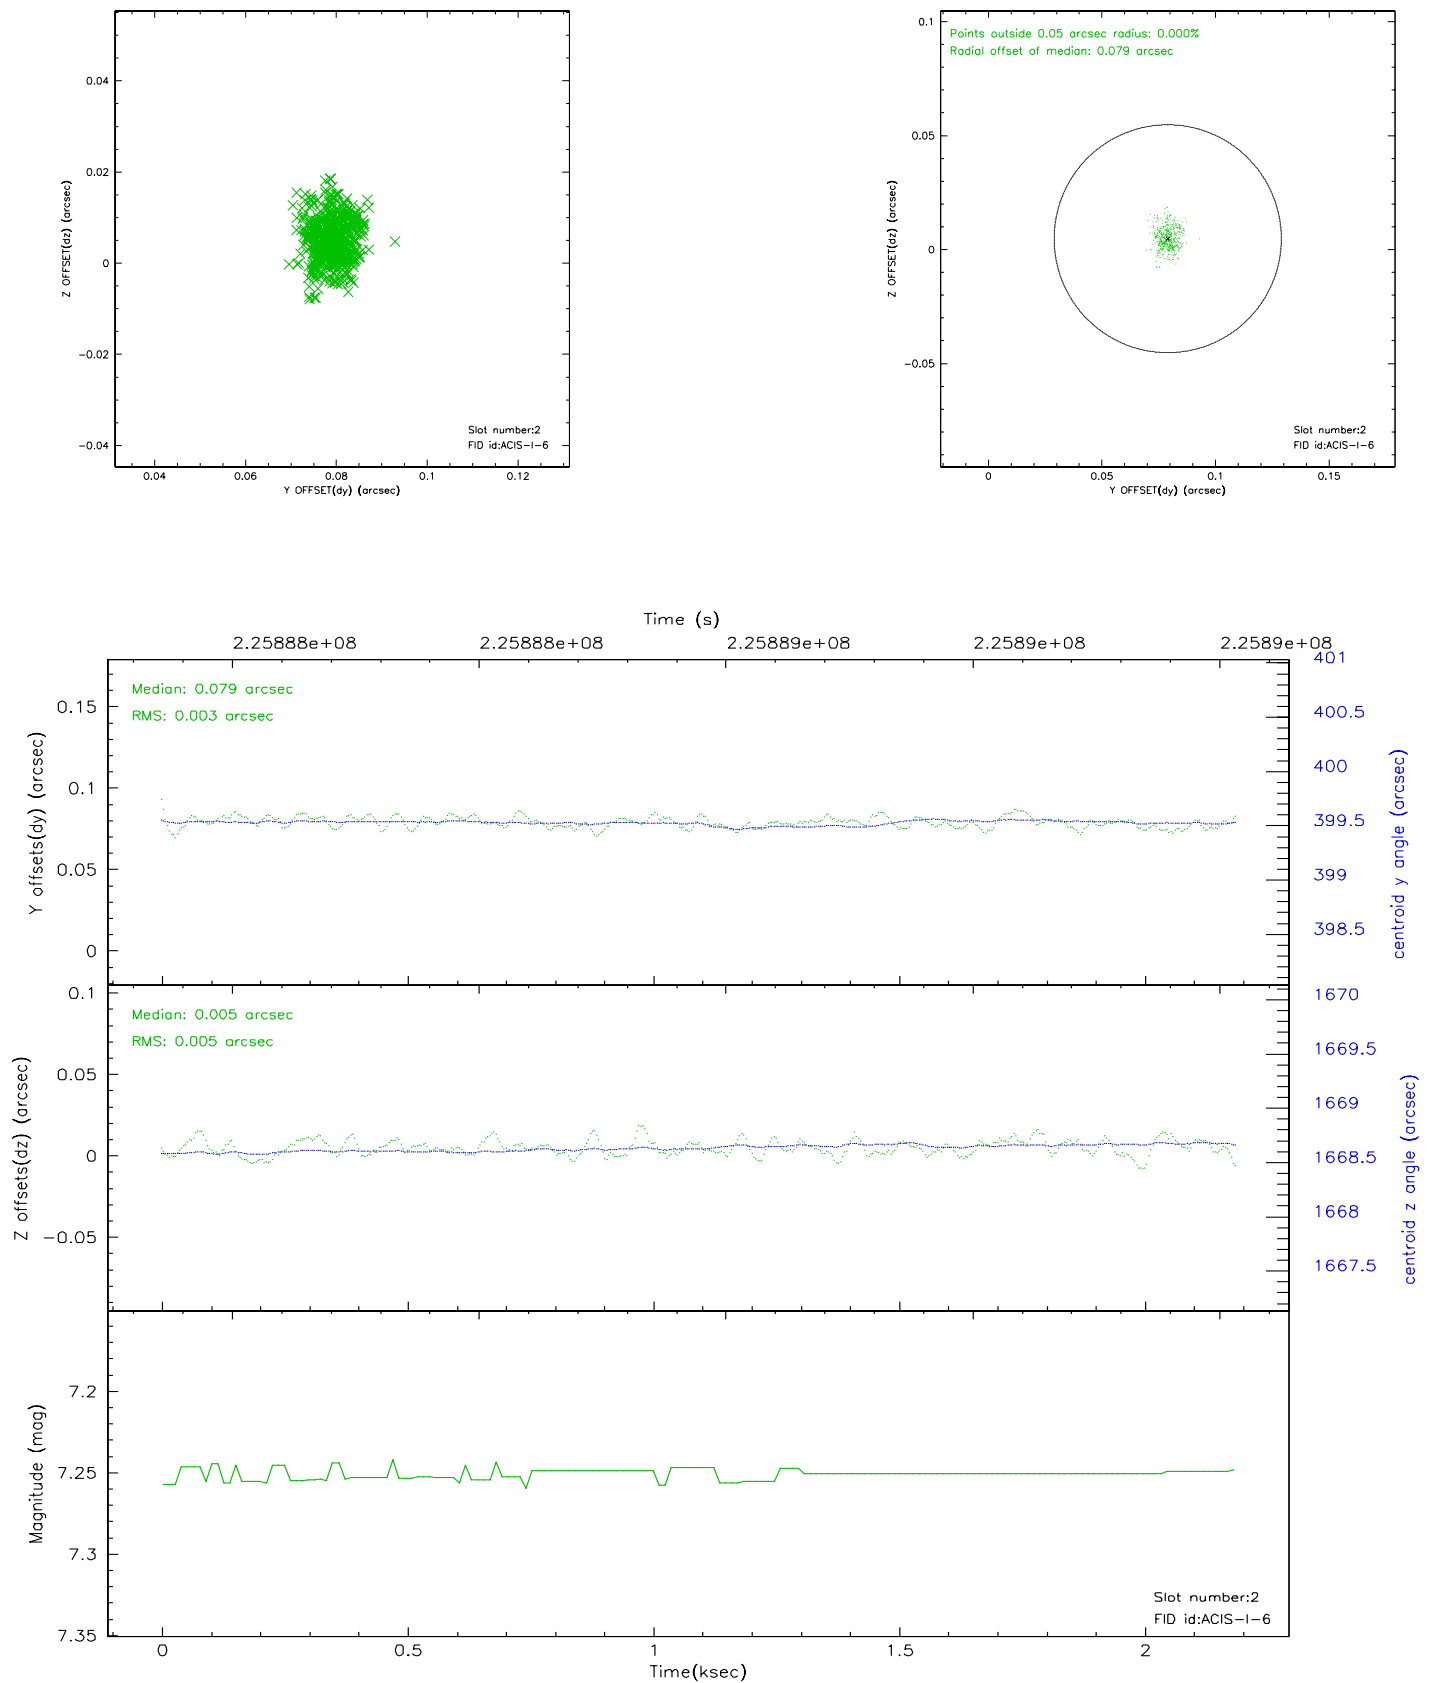 0.04
0.02
0
-0.02
-0.04
Z OFFSET(dz) (arcsec)
Slot number:2
FID id:ACIS-I-6
0.04 0.06 0.08 0.1 0.12
Y OFFSET(dy) (arcsec)
0.1
0.05
0
-0.05
Z OFFSET(dz) (arcsec)
Points outside 0.05 arcsec radius: 0.000%
Radial offset of median: 0.079 arcsec
Slot number:2
FID id:ACIS-I-6
0 0.05 0.1 0.15
Y OFFSET(dy) (arcsec)
Time (s)
2.25888e+08 2.25888e+08 2.25889e+08 2.2589e+08 2.2589e+08
Median: 0.079 arcsec
RMS: 0.003 arcsec
0.15
0.1
0.05
0
Y offsets(dy) (arcsec)
401
400.5
400
399.5
399
398.5
centroid y angle (arcsec)
Median: 0.005 arcsec
RMS: 0.005 arcsec
0.1
0.05
0
-0.05
Z offsets(dz) (arcsec)
1670
1669.5
1669
1668.5
1668
1667.5
centroid z angle (arcsec)
7.2
7.25
7.3
7.35
Magnitude (mag)
Slot number:2
FID id:ACIS-I-6
0 0.5 1 1.5 2
Time(ksec)